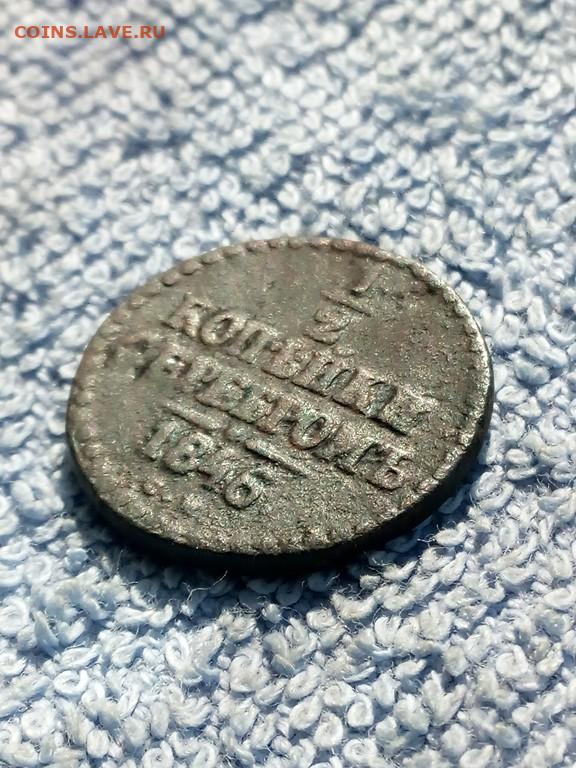 COINS.LAVE.RU
1
2
КОПѢЙКИ
СЕРЕБРОМЪ
1846